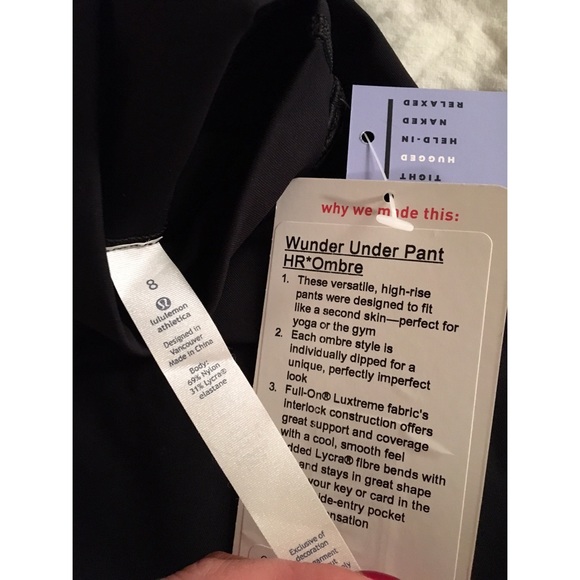 RELAXED
NAKED
HELD-IN
HUGGED
TIGHT
why we made this:
Wunder Under Pant
HR*Ombre
1. These versatile, high-rise
pants were designed to fit
like a second skin—perfect for
yoga or the gym
2. Each ombre style is
individually dipped for a
unique, perfectly imperfect
look
3. Full-On® Luxtreme fabric's
interlock construction offers
great support and coverage
with a cool, smooth feel
Lycra® fibre bends with
and stays in great shape
your key or card in the
pocket
8
lululemon
athletica
Designed in
Vancouver
Made in China
Body:
69% Nylon
31% Lycra®
elastane
Exclusive of
decoration